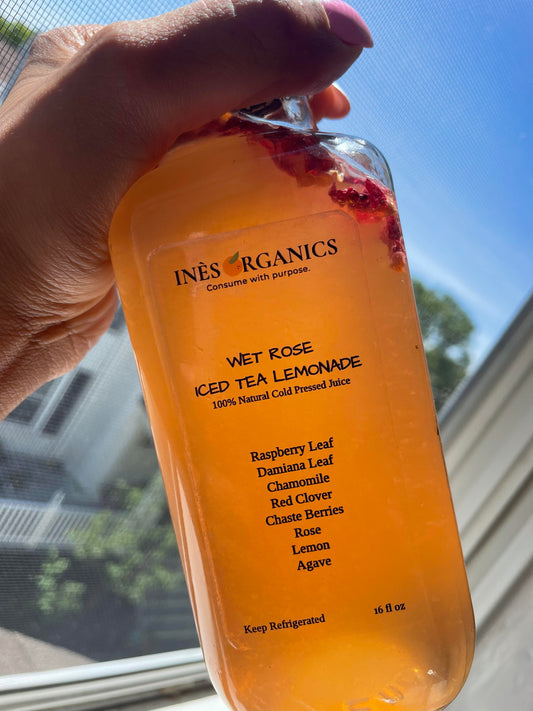 INÈS ORGANICS
Consume with purpose.
WET ROSE
ICED TEA LEMONADE
100% Natural Cold Pressed Juice
Raspberry Leaf
Damiana Leaf
Chamomile
Red Clover
Chaste Berries
Rose
Lemon
Agave
Keep Refrigerated 16 fl oz